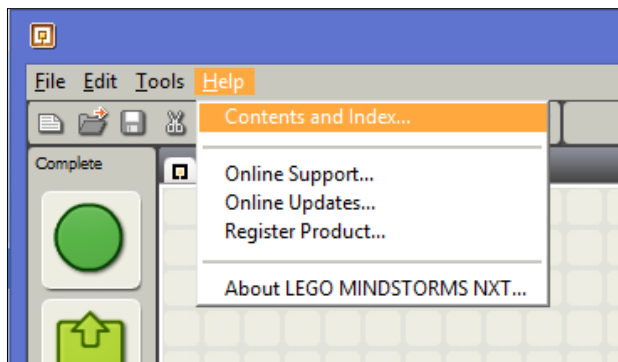 File Edit Tools Help
Contents and Index...
Complete
Online Support...
Online Updates...
Register Product...
About LEGO MINDSTORMS NXT...